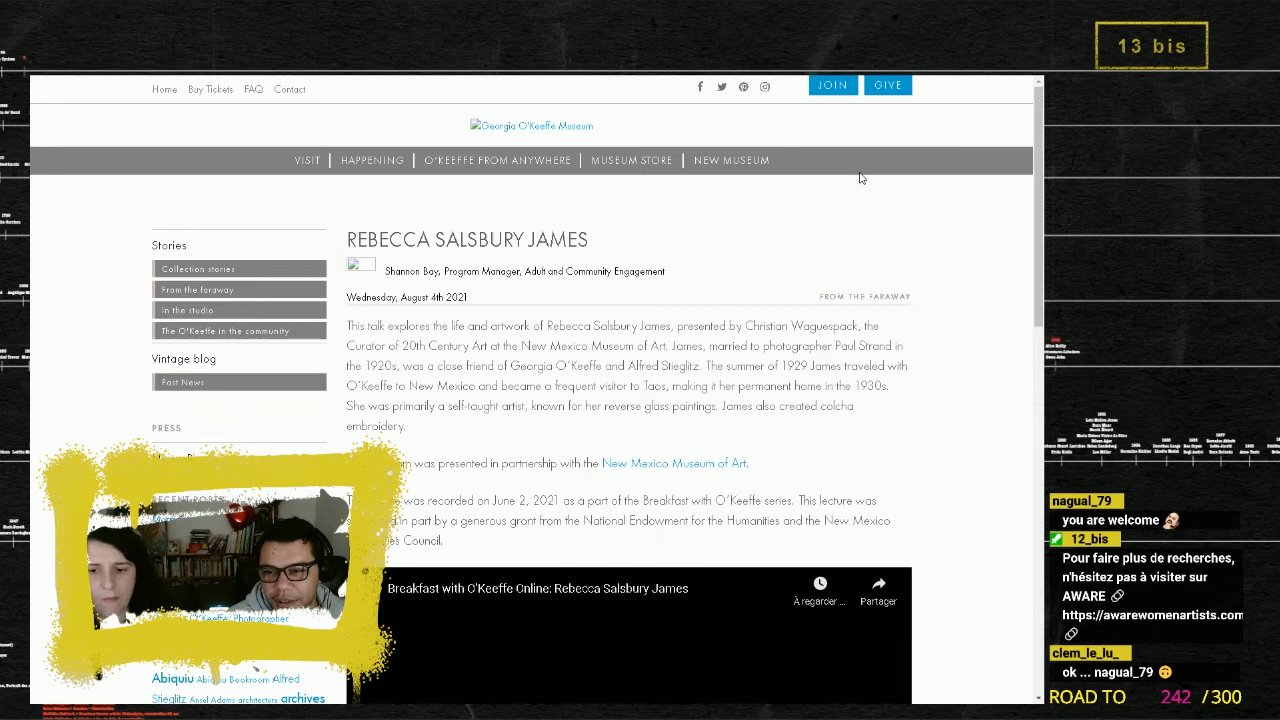 13 bis
Home Buy Tickets FAQ Contact
JOIN GIVE
Georgia O'Keeffe Museum
VISIT HAPPENING O'KEEFFE FROM ANYWHERE MUSEUM STORE NEW MUSEUM
REBECCA SALSBURY JAMES
Shannon Bay, Program Manager, Adult and Community Engagement
Wednesday, August 4th 2021
FROM THE FARAWAY
Stories
Collection stories
From the faraway
In the studio
The O'Keeffe in the community
Vintage blog
Past News
PRESS
RECENT POSTS
O'Keeffe: Photographer
Abiquiu Abiquiu Bookroom Alfred
Stieglitz Ansel Adams architecture archives
This talk explores the life and artwork of Rebecca Salsbury James, presented by Christian Waguespack, the
Curator of 20th Century Art at the New Mexico Museum of Art. James, married to photographer Paul Strand in
the 1920s, was a close friend of Georgia O'Keeffe and Alfred Stieglitz. The summer of 1929 James traveled with
O'Keeffe to New Mexico and became a frequent visitor to Taos, making it her permanent home in the 1930s.
She was primarily a self-taught artist, known for her reverse glass paintings. James also created colcha
embroidery.
was presented in partnership with the New Mexico Museum of Art.
was recorded on June 2, 2021 as a part of the Breakfast with O'Keeffe series. This lecture was
in part by a generous grant from the National Endowment for the Humanities and the New Mexico
Council.
Breakfast with O'Keeffe Online: Rebecca Salsbury James
À regarder ...
Partager
nagual_79
you are welcome
12_bis
Pour faire plus de recherches,
n'hésitez pas à visiter sur
AWARE
https://awarewomenartists.com
clem_le_lu_
ok ... nagual_79
ROAD TO 242 /300